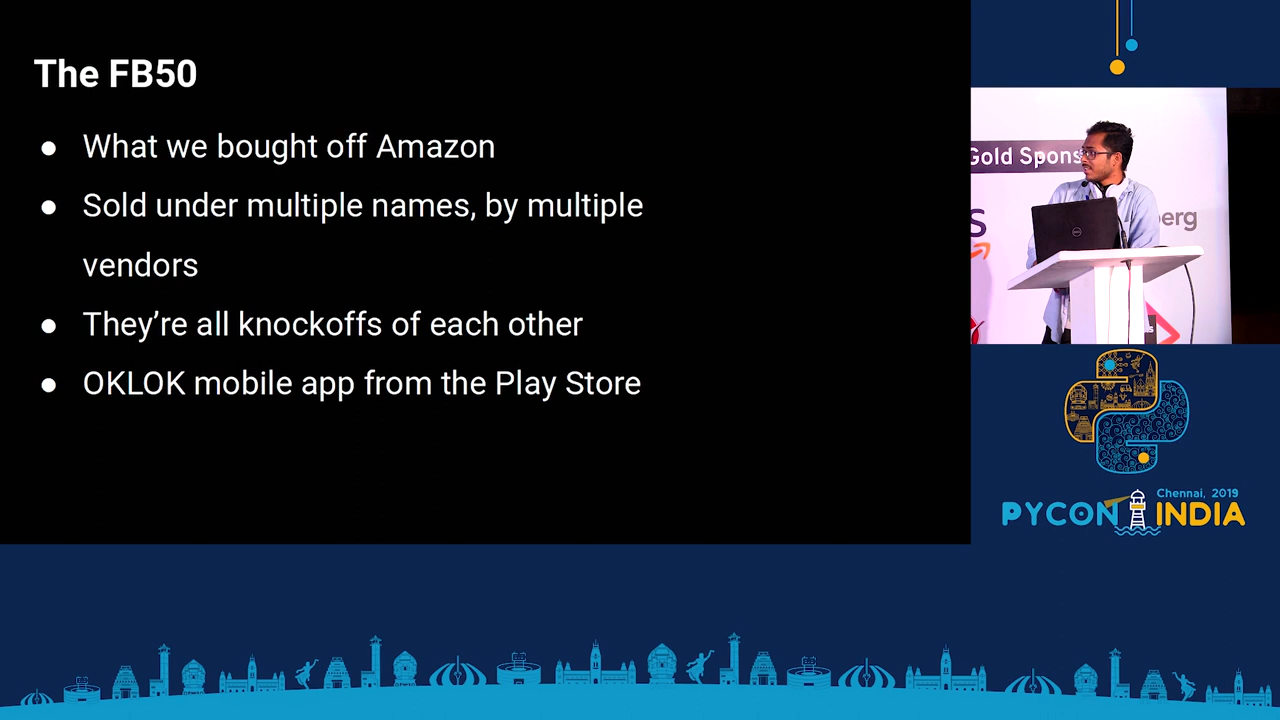 The FB50
● What we bought off Amazon
● Sold under multiple names, by multiple
vendors
● They’re all knockoffs of each other
● OKLOK mobile app from the Play Store
Gold Spons
S
erg
DELL
s
Chennai, 2019
PYCON INDIA